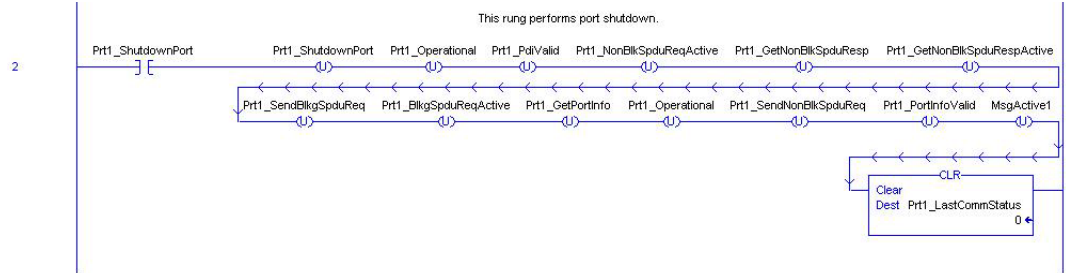 This rung performs port shutdown.
Prt1_ShutdownPort Prt1_ShutdownPort Prt1_Operational Prt1_PdiValid Prt1_NonBlkSpduReqActive Prt1_GetNonBlkSpduResp Prt1_GetNonBlkSpduRespActive
2 U U U U U U
Prt1_SendBlkgSpduReq Prt1_BlkgSpduReqActive Prt1_GetPortInfo Prt1_Operational Prt1_SendNonBlkSpduReq Prt1_PortInfoValid MsgActive1
U U U U U U U
CLR
Clear
Dest Prt1_LastCommStatus
0